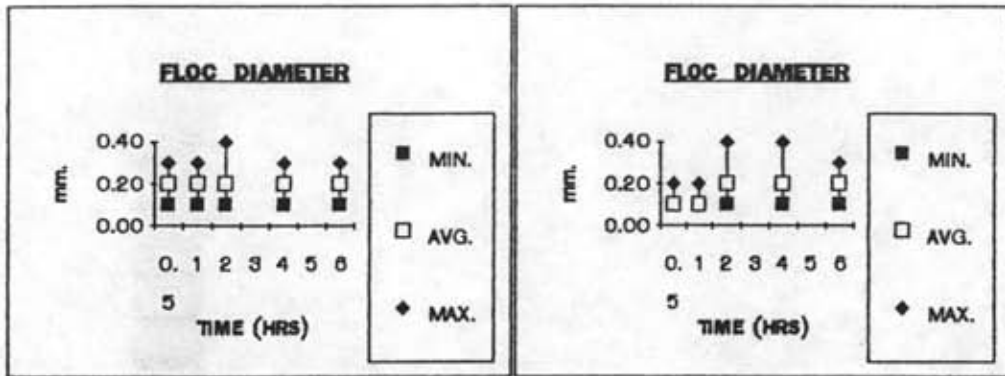 FLOC DIAMETER
0.40
0.20
0.00
mm.
0. 1 2 3 4 5 6
5
TIME (HRS)
MIN.
AVG.
MAX.
FLOC DIAMETER
0.40
0.20
0.00
mm.
0. 1 2 3 4 5 6
5
TIME (HRS)
MIN.
AVG.
MAX.